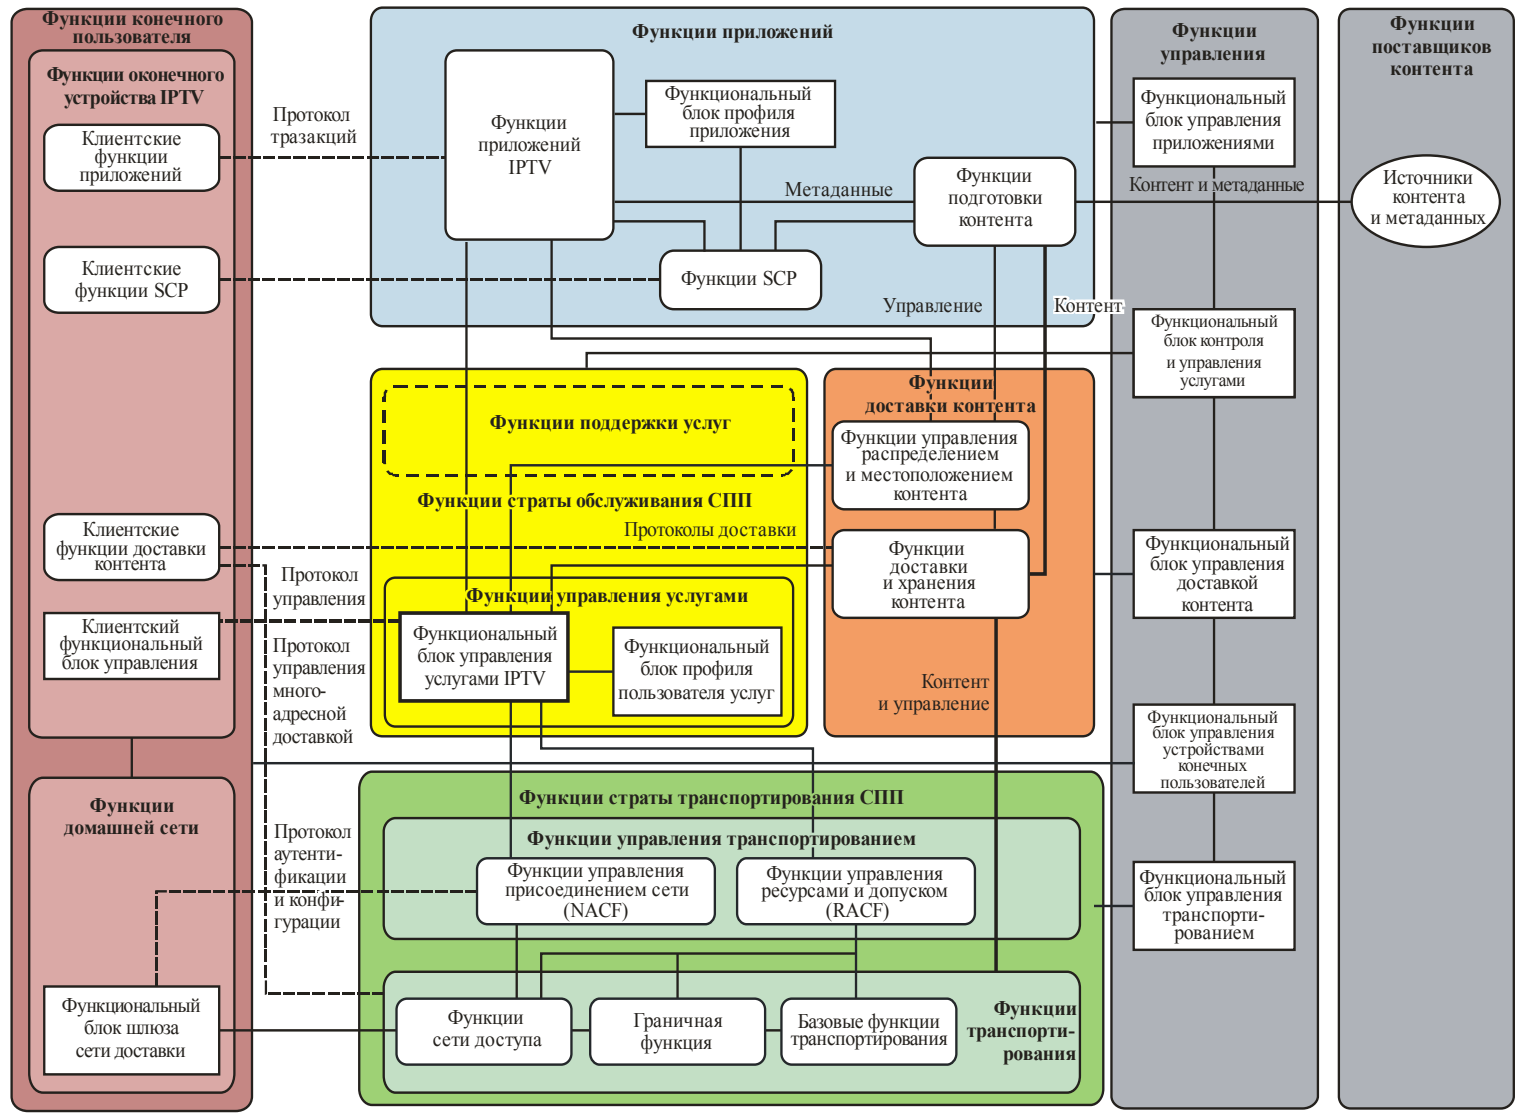 Функции конечного
пользователя
Функции оконечного
устройства IPTV
Клиентские
функции
приложений
Клиентские
функции SCP
Клиентские
функции доставки
контента
Клиентский
функциональный
блок управления
Функции
домашней сети
Функциональный
блок шлюза
сети доставки
Протокол
тразакций
Протокол
управления
Протокол
управления
много-
адресной
доставкой
Протокол
аутенти-
фикации
и конфи-
гурации
Функции приложений
Функции
приложений
IPTV
Функциональный
блок профиля
приложения
Метаданные
Функции
подготовки
контента
Функции SCP
Управление
Контент
Функции поддержки услуг
Функции страты обслуживания СПП
Протоколы доставки
Функции управления услугами
Функциональный
блок управления
услугами IPTV
Функциональный
блок профиля
пользователя услуг
Функции
доставки контента
Функции управления
распределением
и местоположением
контента
Функции
доставки
и хранения
контента
Контент
и управление
Функции страты транспортирования СПП
Функции управления транспортированием
Функции управления
присоединением сети
(NACF)
Функции управления
ресурсами и допуском
(RACF)
Функции
сети доступа
Граничная
функция
Базовые функции
транспортирования
Функции
транспорти-
рования
Функции
управления
Функциональный
блок управления
приложениями
Контент и метаданные
Функциональный
блок контроля
и управления
услугами
Функциональный
блок управления
доставкой
контента
Функциональный
блок управления
устройствами
конечных
пользователей
Функциональный
блок управления
транспорти-
рованием
Функции
поставщиков
контента
Источники
контента
и метаданных